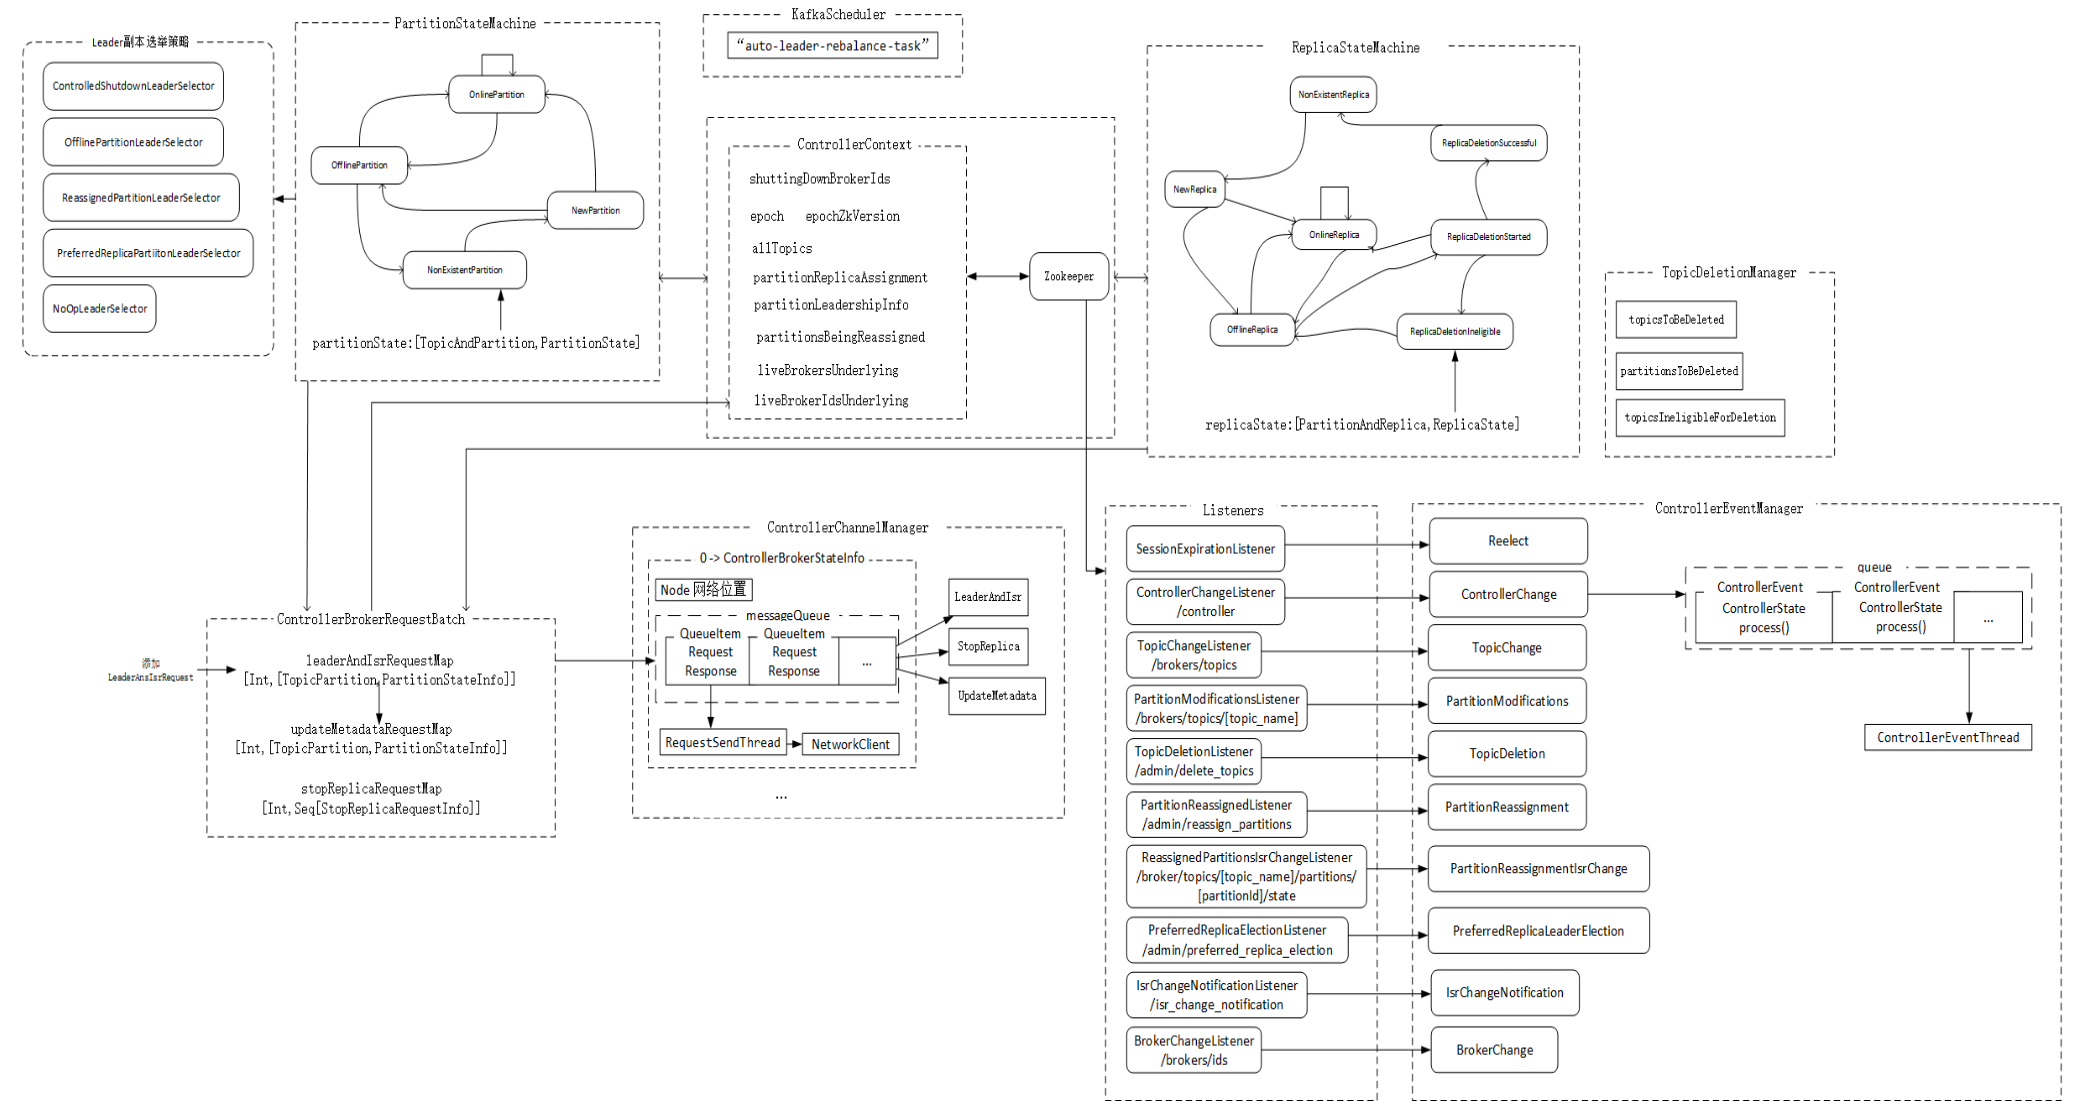 Leader副本选举策略
ControlledShutdownLeaderSelector
OfflinePartitionLeaderSelector
ReassignedPartitionLeaderSelector
PreferredReplicaPartiitonLeaderSelector
NoOpLeaderSelector
PartitionStateMachine
OnlinePartition
OfflinePartition
NewPartition
NonExistentPartition
partitionState:[TopicAndPartition,PartitionState]
KafkaScheduler
“auto-leader-rebalance-task”
ControllerContext
shuttingDownBrokerIds
epoch epochZkVersion
allTopics
partitionReplicaAssignment
partitionLeadershipInfo
partitionsBeingReassigned
liveBrokersUnderlying
liveBrokerIdsUnderlying
Zookeeper
ReplicaStateMachine
NonExistentReplica
ReplicaDeletionSuccessful
NewReplica
OnlineReplica
ReplicaDeletionStarted
OfflineReplica
ReplicaDeletionIneligible
replicaState:[PartitionAndReplica,ReplicaState]
TopicDeletionManager
topicsToBeDeleted
partitionsToBeDeleted
topicsIneligibleForDeletion
添加
LeaderAnsIsrRequest
ControllerBrokerRequestBatch
leaderAndIsrRequestMap
[Int,[TopicPartition,PartitionStateInfo]]
updateMetadataRequestMap
[Int,[TopicPartition,PartitionStateInfo]]
stopReplicaRequestMap
[Int,Seq[StopReplicaRequestInfo]]
ControllerChannelManager
0 -> ControllerBrokerStateInfo
Node 网络位置
messageQueue
QueueItem
Request
Response
QueueItem
Request
Response
...
RequestSendThread
NetworkClient
LeaderAndIsr
StopReplica
UpdateMetadata
...
Listeners
SessionExpirationListener
ControllerChangeListener
/controller
TopicChangeListener
/brokers/topics
PartitionModificationsListener
/brokers/topics/[topic_name]
TopicDeletionListener
/admin/delete_topics
PartitionReassignedListener
/admin/reassign_partitions
ReassignedPartitionsIsrChangeListener
/broker/topics/[topic_name]/partitions/
[partitionId]/state
PreferredReplicaElectionListener
/admin/preferred_replica_election
IsrChangeNotificationListener
/isr_change_notification
BrokerChangeListener
/brokers/ids
ControllerEventManager
Reelect
ControllerChange
TopicChange
PartitionModifications
TopicDeletion
PartitionReassignment
PartitionReassignmentIsrChange
PreferredReplicaLeaderElection
IsrChangeNotification
BrokerChange
queue
ControllerEvent
ControllerState
process()
ControllerEvent
ControllerState
process()
...
ControllerEventThread